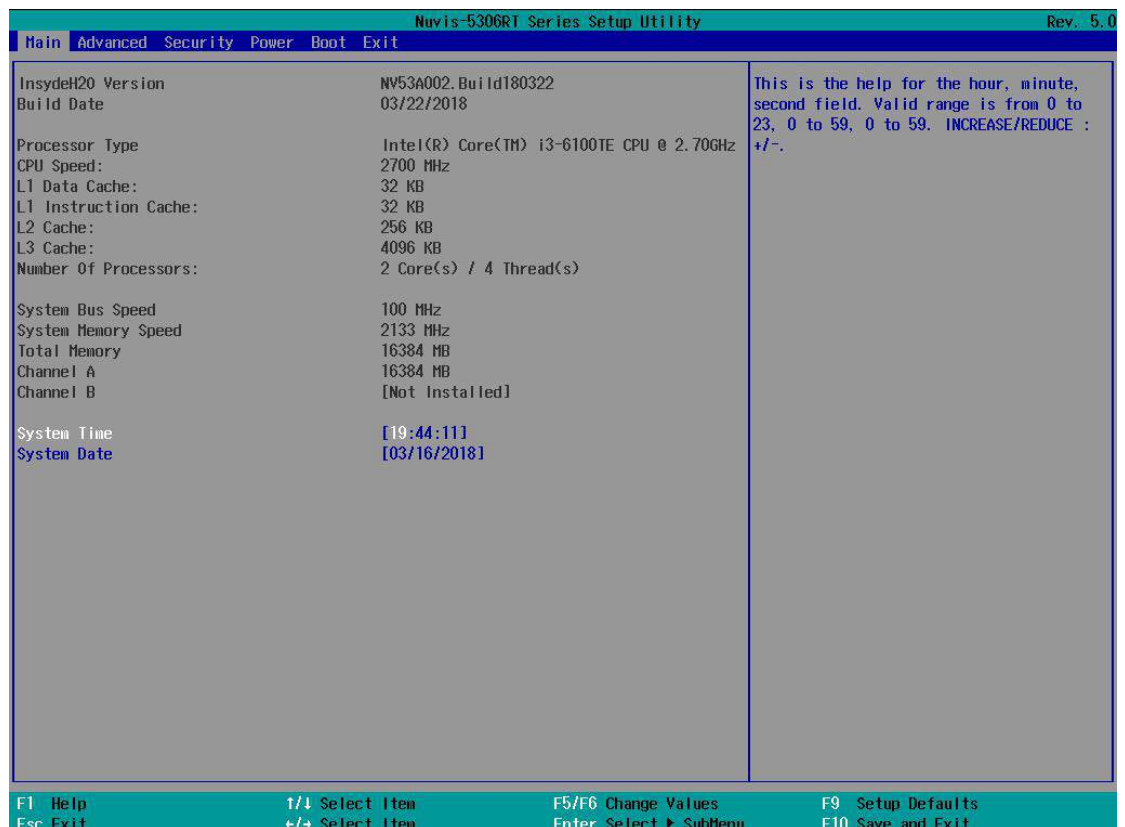 Nuvis-5306RT Series Setup Utility Rev. 5.0
Main Advanced Security Power Boot Exit
InsydeH2O Version NV53A002.Build180322
Build Date 03/22/2018
Processor Type Intel(R) Core(TM) i3-6100TE CPU @ 2.70GHz
CPU Speed: 2700 MHz
L1 Data Cache: 32 KB
L1 Instruction Cache: 32 KB
L2 Cache: 256 KB
L3 Cache: 4096 KB
Number Of Processors: 2 Core(s) / 4 Thread(s)
System Bus Speed 100 MHz
System Memory Speed 2133 MHz
Total Memory 16384 MB
Channel A 16384 MB
Channel B [Not Installed]
System Time [19:44:11]
System Date [03/16/2018]
This is the help for the hour, minute,
second field. Valid range is from 0 to
23, 0 to 59, 0 to 59. INCREASE/REDUCE :
+/-.
F1 Help ↑/↓ Select Item F5/F6 Change Values F9 Setup Defaults
Esc Exit ←/→ Select Item Enter Select ▶ SubMenu F10 Save and Exit